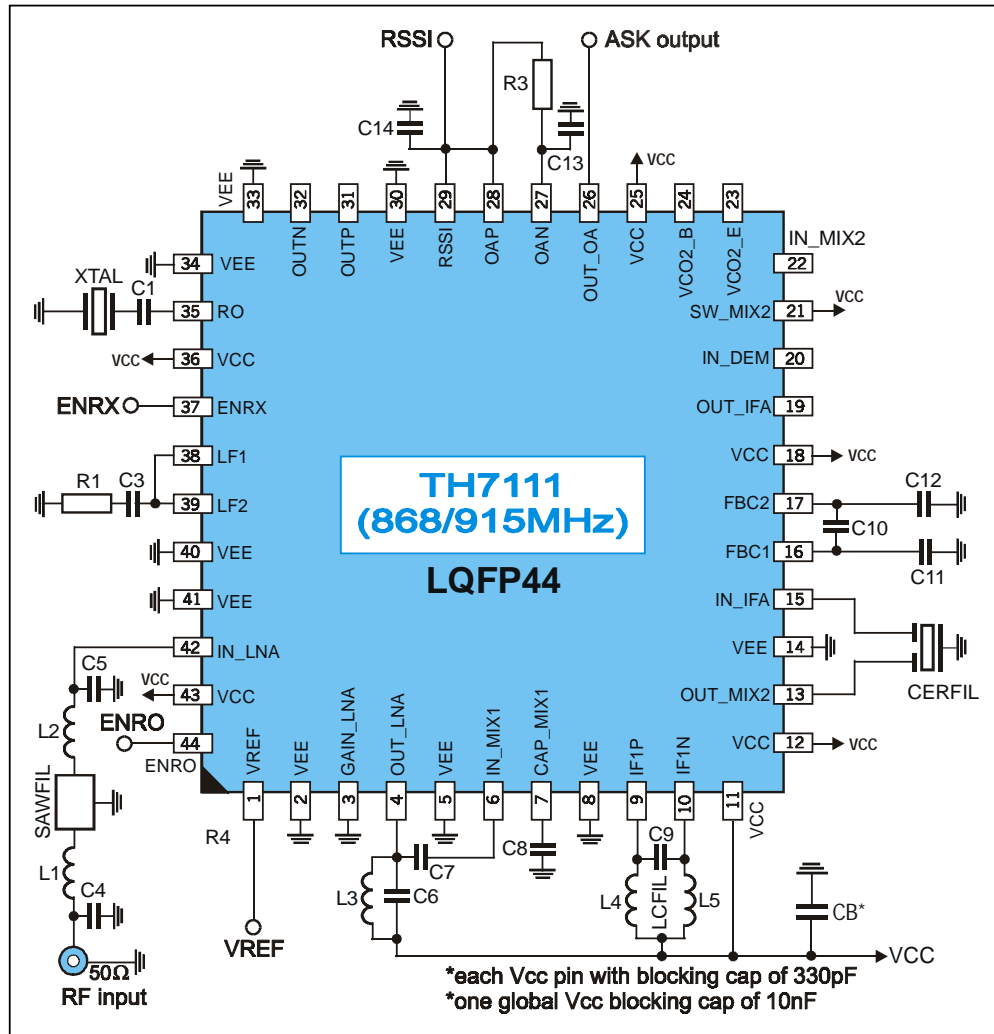 RSSI
ASK output
R3
C14
C13
VCC
VEE
33
32
31
30
29
28
27
26
25
24
23
OUTN
OUTP
VEE
RSSI
OAP
OAN
OUT_OA
VCC
VCO2_B
VCO2_E
IN_MIX2
22
34
VEE
XTAL
C1
35
RO
SW_MIX2
21
VCC
VCC
36
VCC
IN_DEM
20
ENRX
37
ENRX
OUT_IFA
19
38
LF1
VCC
18
VCC
R1
C3
39
LF2
TH7111
(868/915MHz)
LQFP44
FBC2
17
C12
C10
40
VEE
FBC1
16
C11
41
VEE
IN_IFA
15
42
IN_LNA
VEE
14
C5
VCC
43
VCC
OUT_MIX2
13
CERFIL
L2
ENRO
44
ENRO
VCC
12
VCC
VREF
VEE
GAIN_LNA
OUT_LNA
VEE
IN_MIX1
CAP_MIX1
VEE
IF1P
IF1N
1
2
3
4
5
6
7
8
9
10
11
VCC
SAWFIL
R4
L1
C4
C7
C8
C9
L3
C6
L4
LCFIL
L5
CB*
VREF
VCC
50Ω
RF input
*each Vcc pin with blocking cap of 330pF
*one global Vcc blocking cap of 10nF